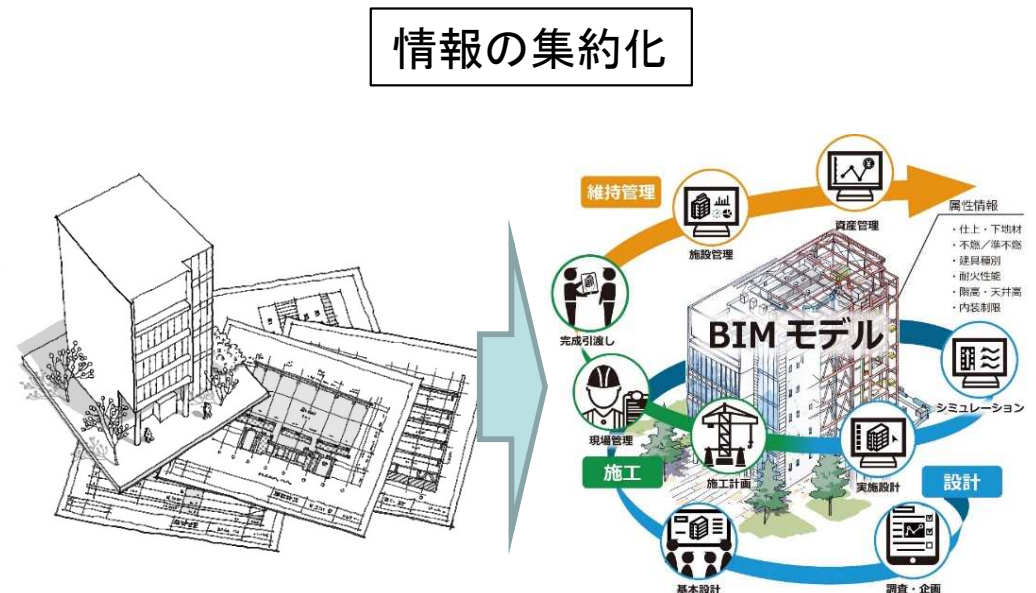 情報の集約化
維持管理
資産管理
施設管理
属性情報
・仕上・下地材
・不燃／準不燃
・建具種別
・耐火性能
・階高・天井高
・内装制限
完成引渡し
BIM モデル
シミュレーション
現場管理
施工計画
実施設計
施工
設計
基本設計
調査・企画